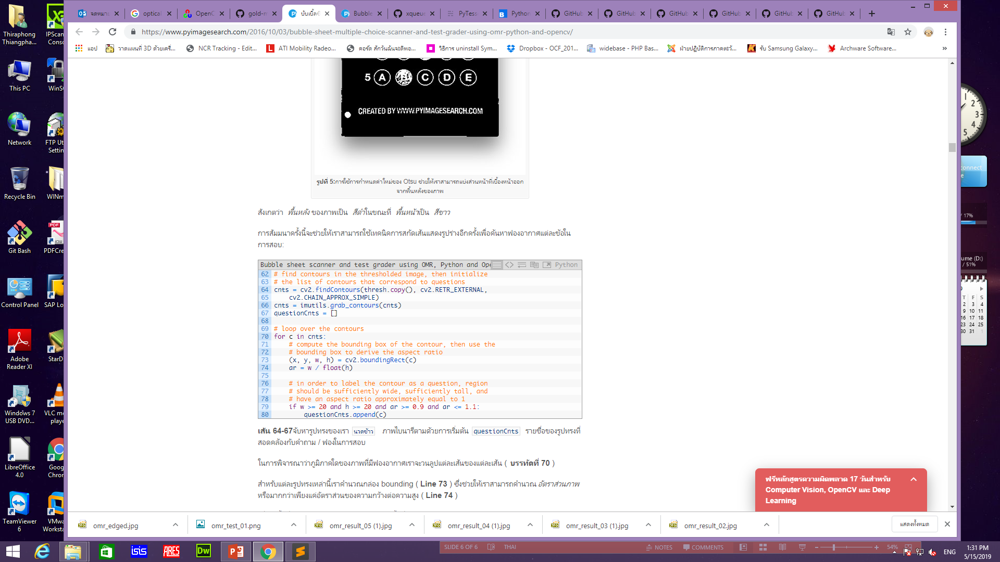 จดหมาย
optical
OpenC
gold-m
บับเบิ้ลชี
Bubble
xqueue
PyTess
Python
GitHub
GitHub
GitHub
GitHub
GitHub
GitHub
https://www.pyimagesearch.com/2016/10/03/bubble-sheet-multiple-choice-scanner-and-test-grader-using-omr-python-and-opencv/
แอป
วาดแผนที่ 3D ด้วยเครื่...
NCR Tracking - Edit...
ATI Mobility Radeo...
คอร์ด สักวันฉันจะดีพอ...
วิธีการ uninstall Sym...
Dropbox - OCF_201...
widebase - PHP Bas...
ฝ่ายปฏิบัติการภาคตะวั...
รับ Samsung Galaxy...
Archware Software...
»
Thiraphong
Thiangpha...
IPScan
Conso
This PC
WinSC
Network
FTP Ut
Settin
Recycle Bin
WINm
Git Bash
PDFCre
Control Panel
SAP Lo
Adobe
Reader XI
StarD
Windows 7
USB DVD...
VLC me
playe
LibreOffice
4.0
Goog
Chron
TeamViewer
6
VMwa
Worksta
5 A B C D E
CREATED BY WWW.PYIMAGESEARCH.COM
รูปที่ 5:การใช้การกำหนดค่าใหม่ของ Otsu ช่วยให้เราสามารถแบ่งส่วนหน้าที่เบื้องหน้าออก
จากพื้นหลังของภาพ
สังเกตว่า พื้นหลัง ของภาพเป็น สีดำในขณะที่ พื้นหน้าเป็น สีขาว
การสัมมนาครั้งนี้จะช่วยให้เราสามารถใช้เทคนิคการสกัดเส้นแสดงรูปร่างอีกครั้งเพื่อค้นหาฟองอากาศแต่ละข้อใน
การสอบ:
Bubble sheet scanner and test grader using OMR, Python and Ope
Python
62 # find contours in the thresholded image, then initialize
63 # the list of contours that correspond to questions
64 cnts = cv2.findContours(thresh.copy(), cv2.RETR_EXTERNAL,
65 cv2.CHAIN_APPROX_SIMPLE)
66 cnts = imutils.grab_contours(cnts)
67 questionCnts = []
68
69 # loop over the contours
70 for c in cnts:
71 # compute the bounding box of the contour, then use the
72 # bounding box to derive the aspect ratio
73 (x, y, w, h) = cv2.boundingRect(c)
74 ar = w / float(h)
75
76 # in order to label the contour as a question, region
77 # should be sufficiently wide, sufficiently tall, and
78 # have an aspect ratio approximately equal to 1
79 if w >= 20 and h >= 20 and ar >= 0.9 and ar <= 1.1:
80 questionCnts.append(c)
เส้น 64-67จับหารูปทรงของเรา นวดข้าว ภาพไบนารีตามด้วยการเริ่มต้น questionCnts รายชื่อของรูปทรงที่
สอดคล้องกับคำถาม / ฟองในการสอบ
ในการพิจารณาว่าภูมิภาคใดของภาพที่มีฟองอากาศเราจะวนลูปแต่ละเส้นของแต่ละเส้น ( บรรทัดที่ 70 )
สำหรับแต่ละรูปทรงเหล่านี้เราคำนวณกล่อง bounding ( Line 73 ) ซึ่งช่วยให้เราสามารถคำนวณ อัตราส่วนภาพ
หรือมากกว่าเพียงแค่อัตราส่วนของความกว้างต่อความสูง ( Line 74 )
ฟรีหลักสูตรความผิดพลาด 17 วันสำหรับ
Computer Vision, OpenCV และ Deep
Learning
1
2
3
4
5
connect
e
/ 17%
ume (D:)
/ 51%
9
T F S
2 3 4
9 10 11
16 17 18
23 24 25
30 31 1
omr_edged.jpg
omr_test_01.png
omr_result_05 (1).jpg
omr_result_04 (1).jpg
omr_result_03 (1).jpg
omr_result_02.jpg
แสดงทั้งหมด
isis
ARES
Dw
SLIDE 6 OF 6
THAI
NOTES
COMMENTS
54%
ENG
1:31 PM
5/15/2019